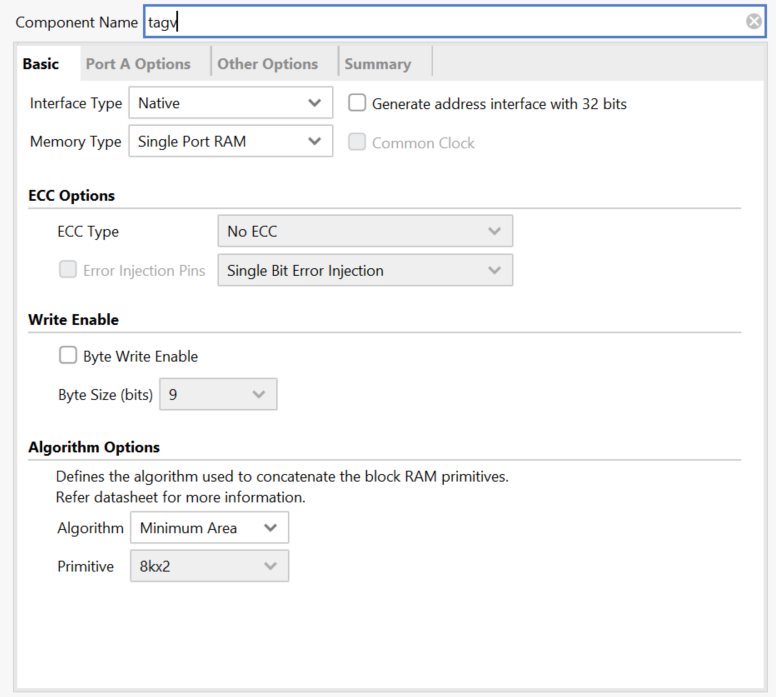 Component Name tagv
Basic Port A Options Other Options Summary
Interface Type Native Generate address interface with 32 bits
Memory Type Single Port RAM Common Clock
ECC Options
ECC Type No ECC
Error Injection Pins Single Bit Error Injection
Write Enable
Byte Write Enable
Byte Size (bits) 9
Algorithm Options
Defines the algorithm used to concatenate the block RAM primitives.
Refer datasheet for more information.
Algorithm Minimum Area
Primitive 8kx2